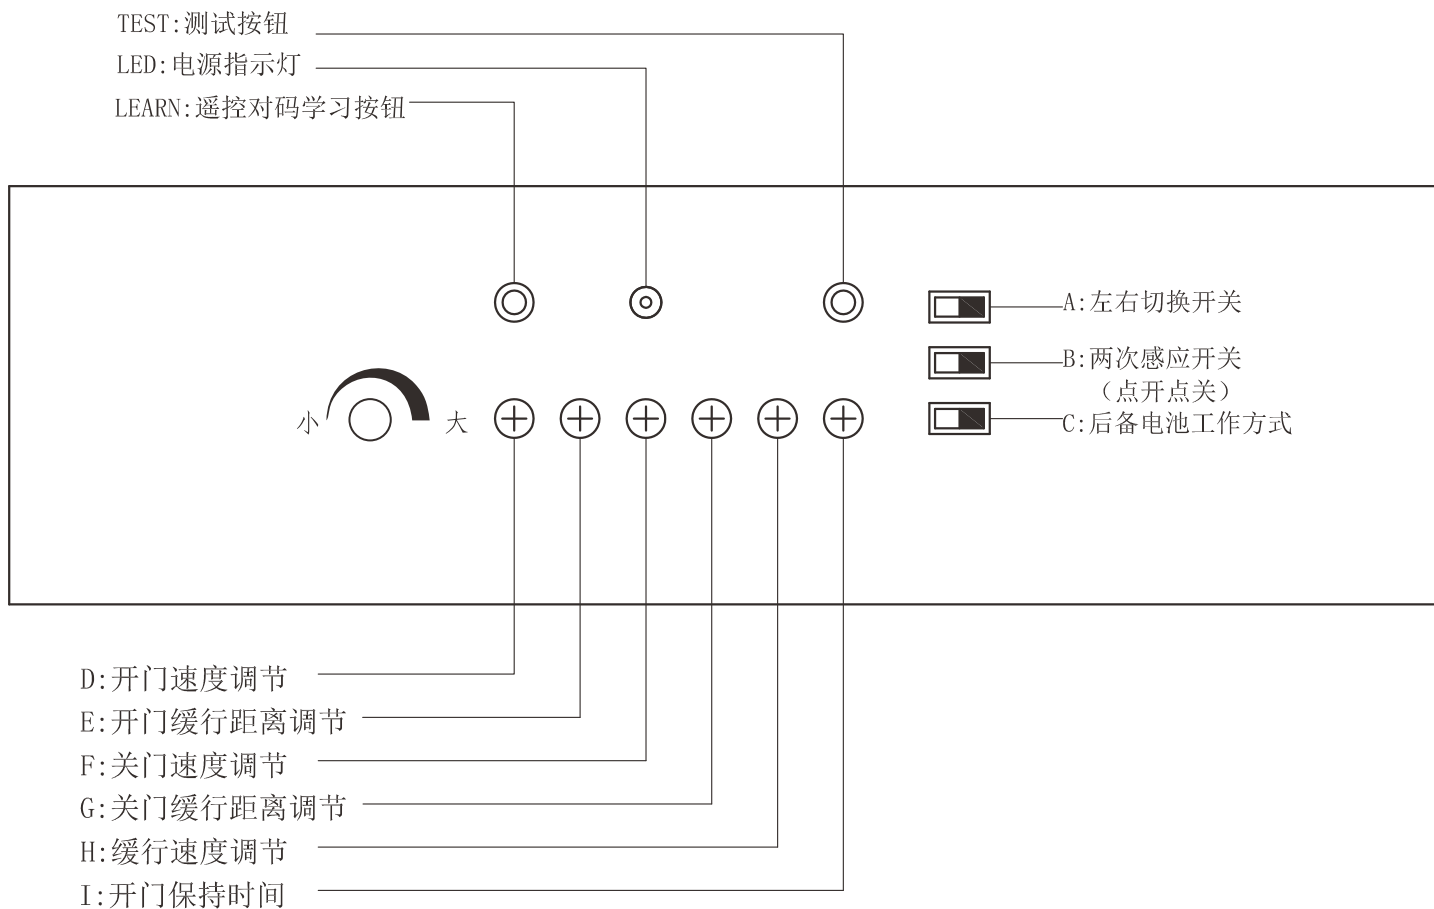 TEST:测试按钮
LED:电源指示灯
LEARN:遥控对码学习按钮
A:左右切换开关
B:两次感应开关
（点开点关）
C:后备电池工作方式
小
大
D:开门速度调节
E:开门缓行距离调节
F:关门速度调节
G:关门缓行距离调节
H:缓行速度调节
I:开门保持时间